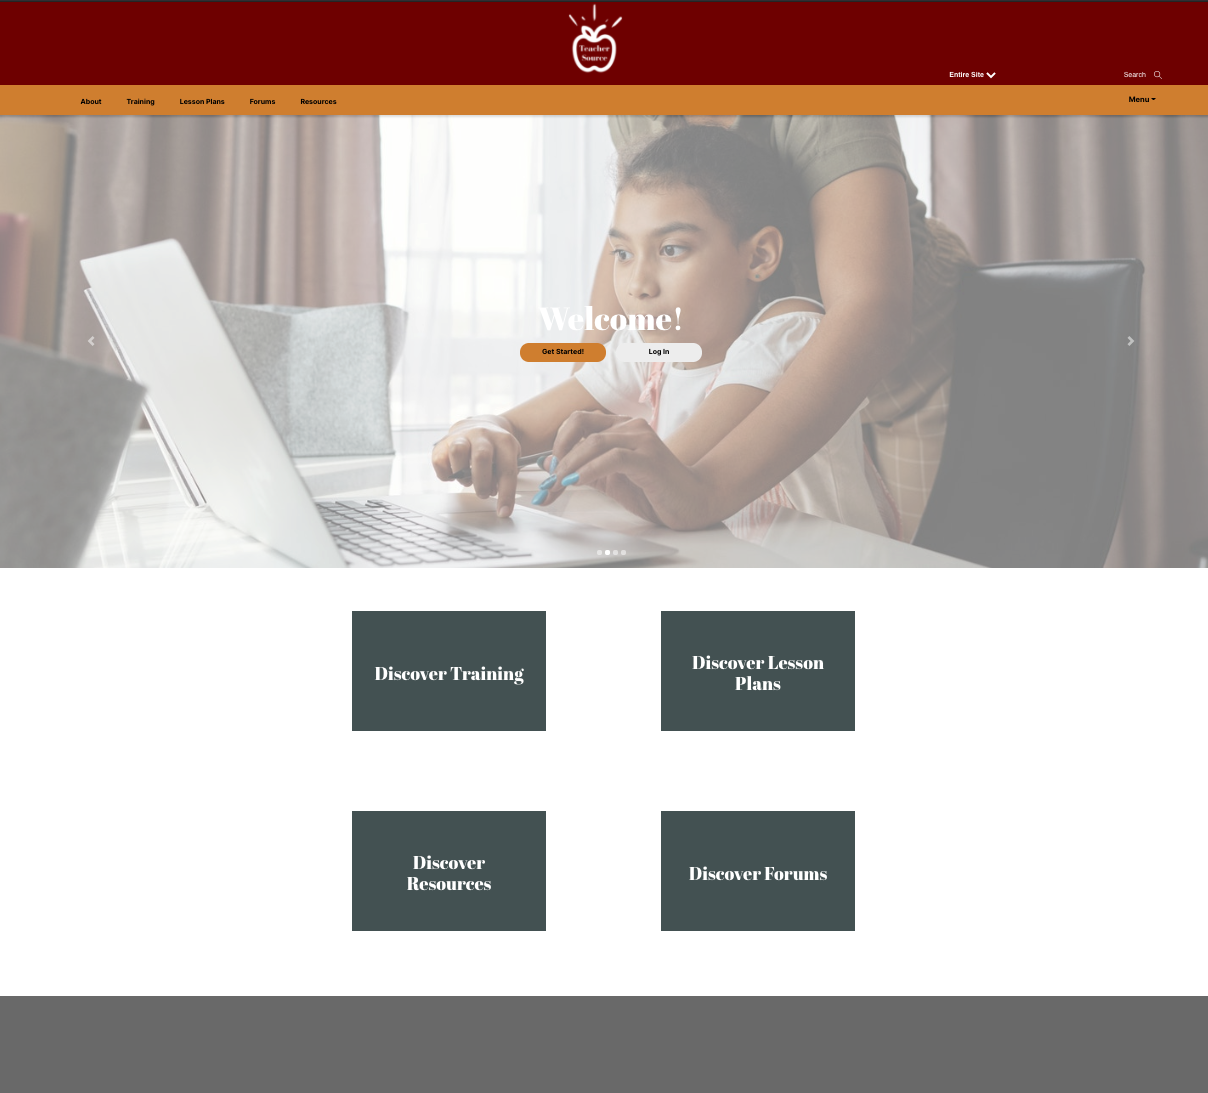 Teacher
Source
Entire Site
Search
About
Training
Lesson Plans
Forums
Resources
Menu
Welcome!
Get Started!
Log In
Discover Training
Discover Lesson
Plans
Discover
Resources
Discover Forums